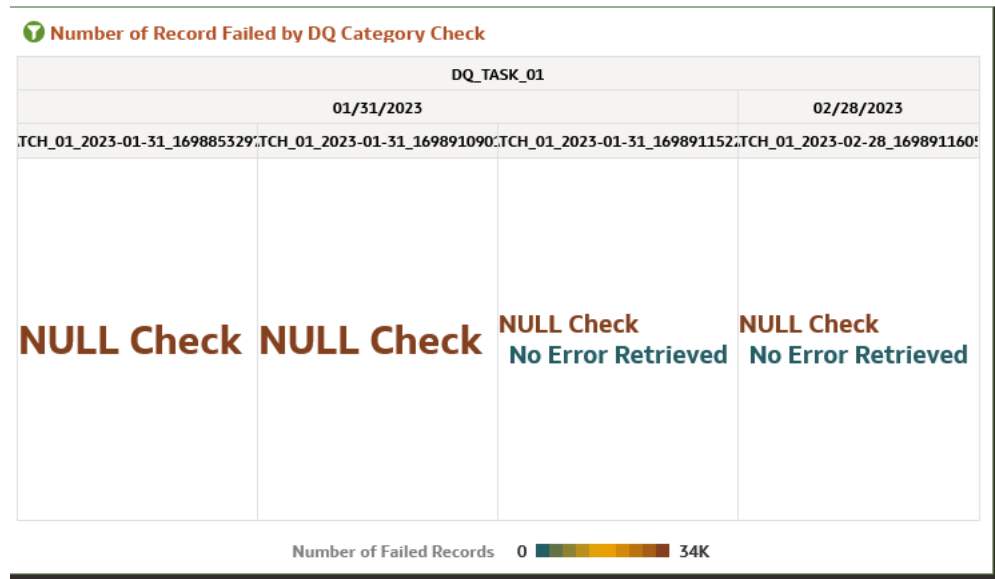 Number of Record Failed by DQ Category Check
DQ_TASK_01
01/31/2023 02/28/2023
TCH_01_2023-01-31_169885329 TCH_01_2023-01-31_169891090 TCH_01_2023-01-31_169891152 TCH_01_2023-02-28_169891160
NULL Check NULL Check NULL Check NULL Check
No Error Retrieved No Error Retrieved
Number of Failed Records 0 34K